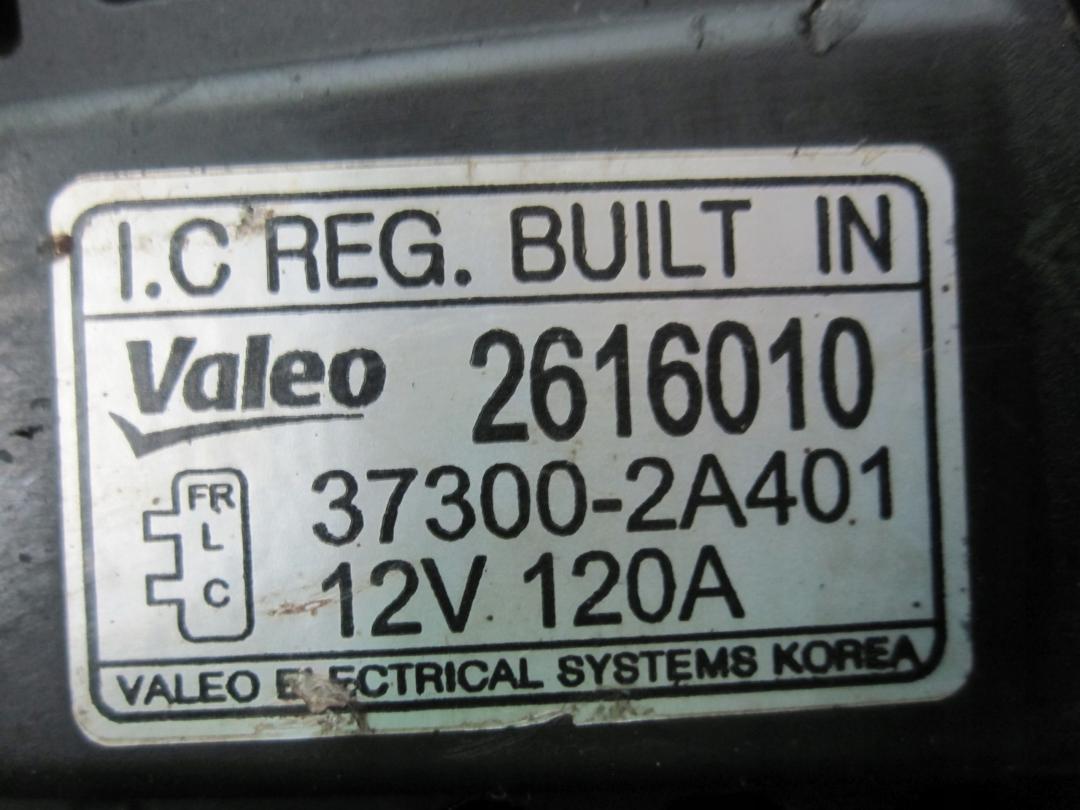 I.C REG. BUILT IN
Valeo 2616010
FR
L
C
37300-2A401
12V 120A
VALEO ELECTRICAL SYSTEMS KOREA